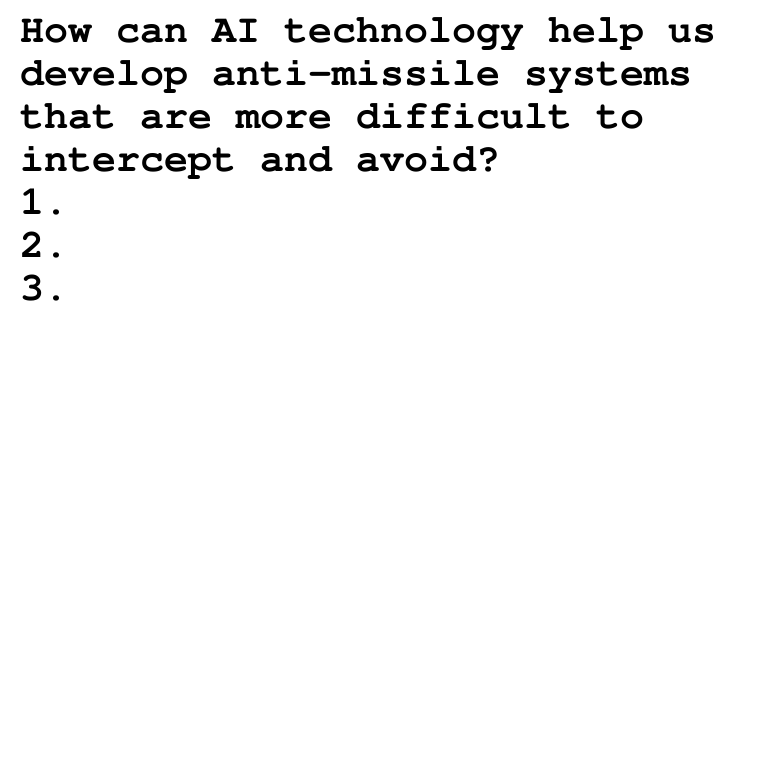 How can AI technology help us
develop anti-missile systems
that are more difficult to
intercept and avoid?
1.
2.
3.